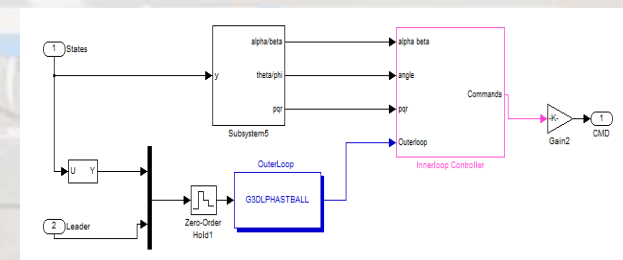 1
States
y
alpha/beta
theta/phi
pqr
Subsystem5
alpha beta
angle
pqr
Outerloop
Commands
Innerloop Controller
-K-
Gain2
1
CMD
U Y
2
Leader
Zero-Order
Hold1
OuterLoop
G3DLPHASTBALL